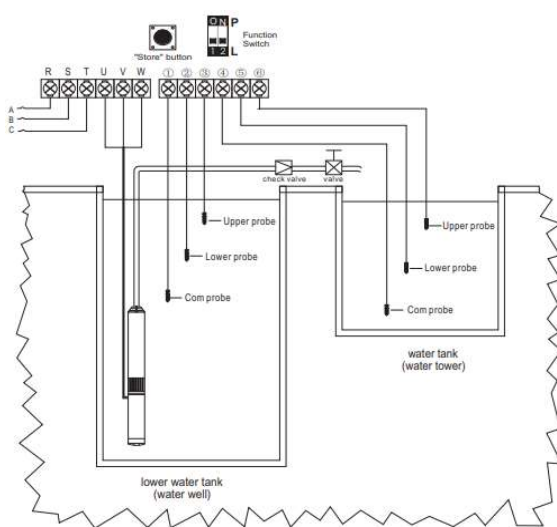 ON P
Function
Switch
1 2 L
"Store" button
R S T U V W ① ② ③ ④ ⑤ ⑥
A
B
C
check valve
valve
Upper probe
Upper probe
Lower probe
Lower probe
Com probe
Com probe
water tank
(water tower)
lower water tank
(water well)